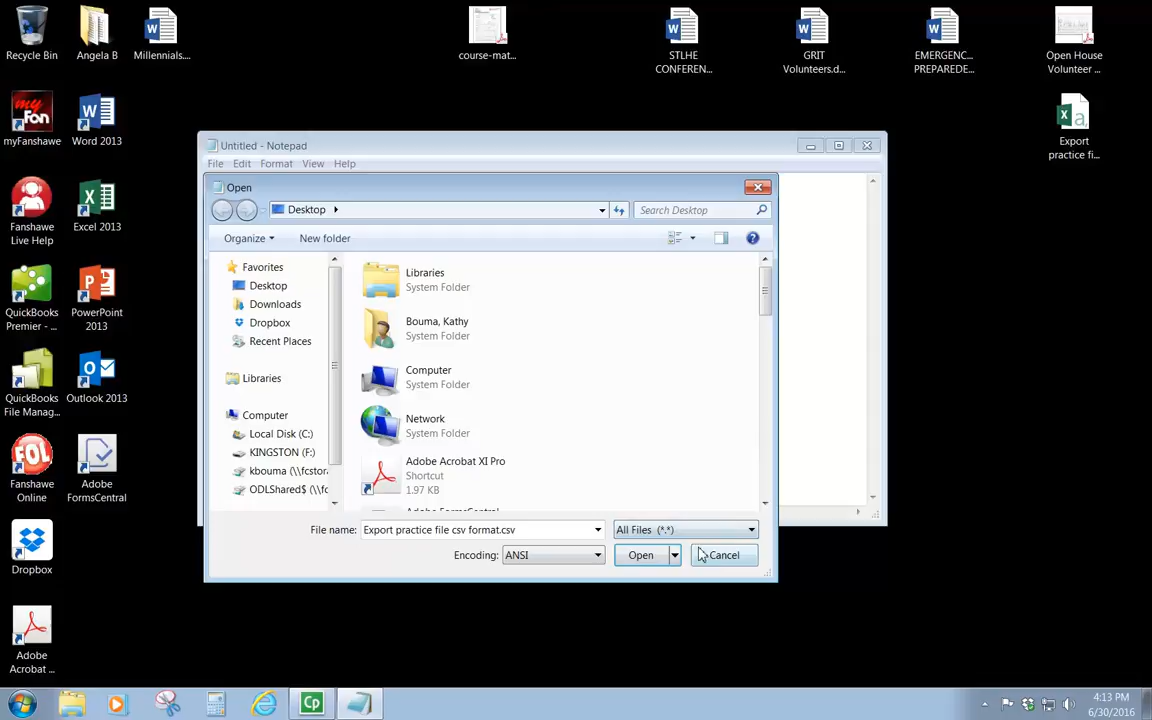 Recycle Bin
Angela B
Millennials....
course-mat...
STLHE
CONFEREN...
GRIT
Volunteers.d...
EMERGENC...
PREPAREDE...
Open House
Volunteer ...
my
Fan
myFanshawe
Word 2013
Export
practice fi...
Fanshawe
Live Help
Excel 2013
QuickBooks
Premier - ...
PowerPoint
2013
QuickBooks
File Manag...
Outlook 2013
FOL
Fanshawe
Online
Adobe
FormsCentral
Dropbox
Adobe
Acrobat ...
Untitled - Notepad
File Edit Format View Help
Open
Desktop
Search Desktop
Organize
New folder
Favorites
Desktop
Downloads
Dropbox
Recent Places
Libraries
Computer
Local Disk (C:)
KINGSTON (F:)
kbouma (\\fcstor
ODLShared$ (\\fc
Libraries
System Folder
Bouma, Kathy
System Folder
Computer
System Folder
Network
System Folder
Adobe Acrobat XI Pro
Shortcut
1.97 KB
File name: Export practice file csv format.csv
All Files (*.*)
Encoding: ANSI
Open
Cancel
Cp
4:13 PM
6/30/2016